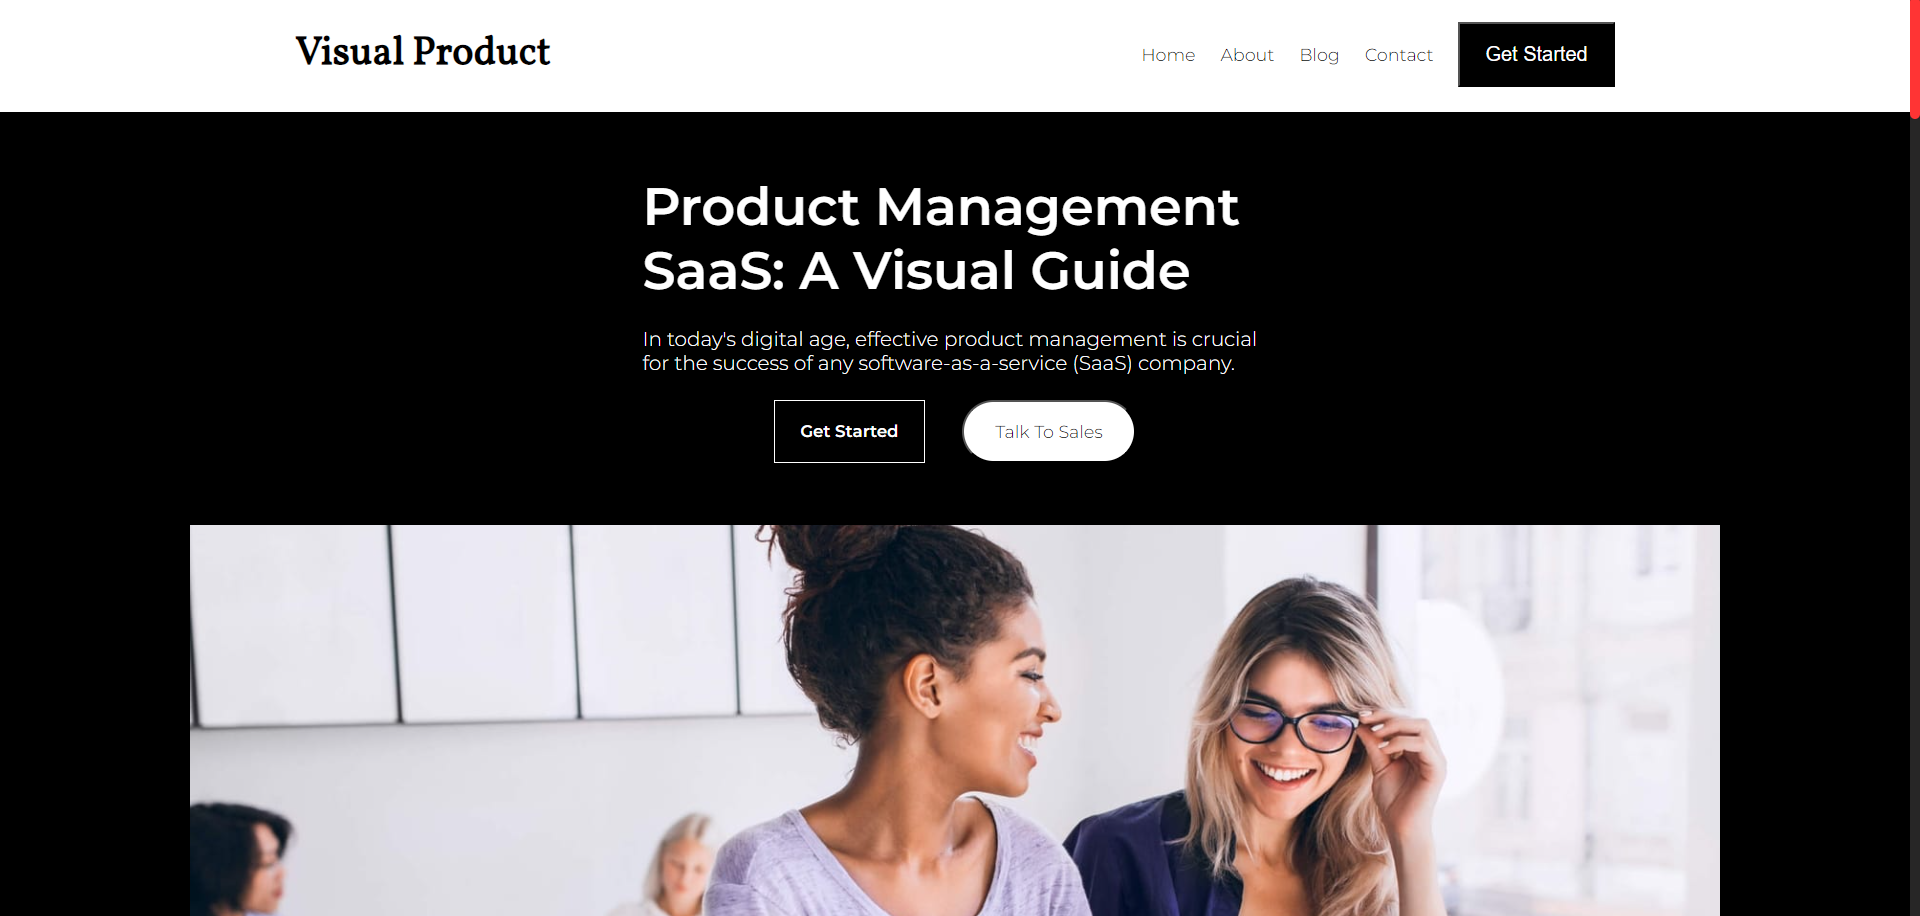 Visual Product
Home
About
Blog
Contact
Get Started
Product Management
SaaS: A Visual Guide
In today's digital age, effective product management is crucial
for the success of any software-as-a-service (SaaS) company.
Get Started
Talk To Sales